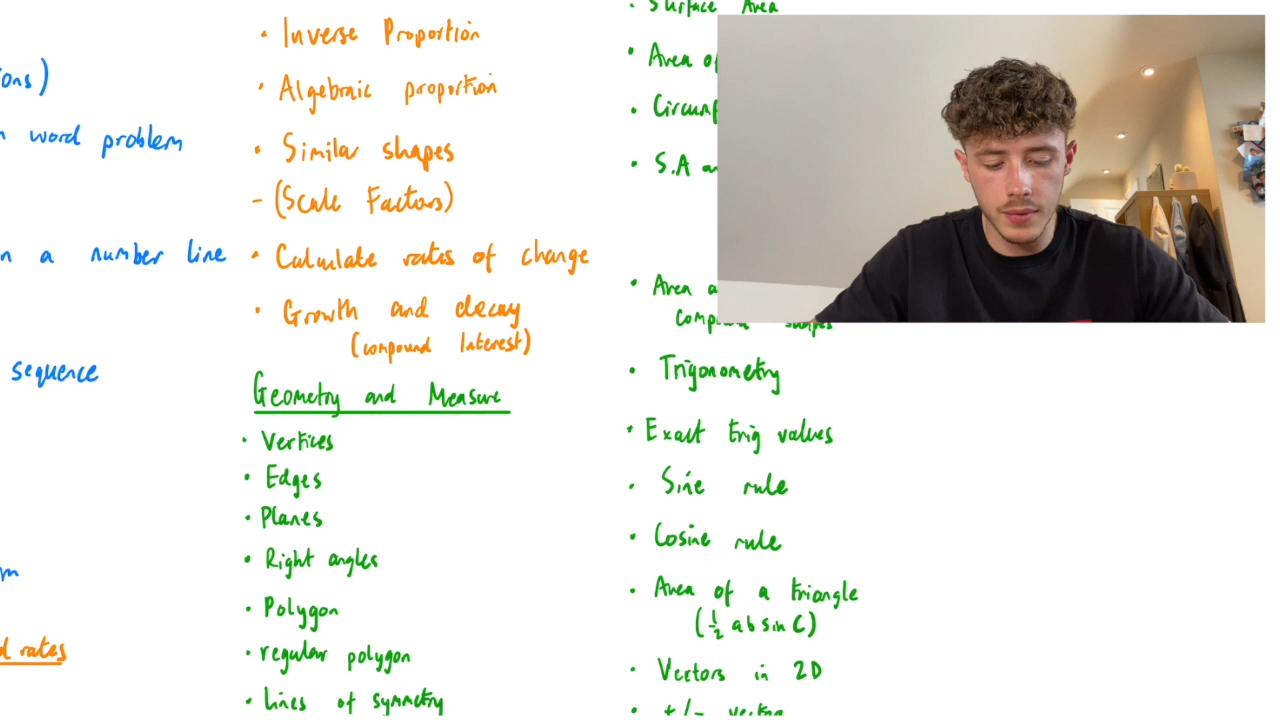 ons)
word problem
a number line
sequence
d rates
• Inverse Proportion
• Algebraic proportion
• Similar shapes
- (Scale Factors)
• Calculate rates of change
• Growth and decay
(compound Interest)
Geometry and Measure
• Vertices
• Edges
• Planes
• Right angles
• Polygon
• regular polygon
• lines of symmetry
• Surface Area
• Area of
• Circumf
• S.A a
• Area a
shapes
• Trigonometry
• Exact trig values
• Sine rule
• Cosine rule
• Area of a triangle
(½ ab sin C)
• Vectors in 2D
• +/- vector